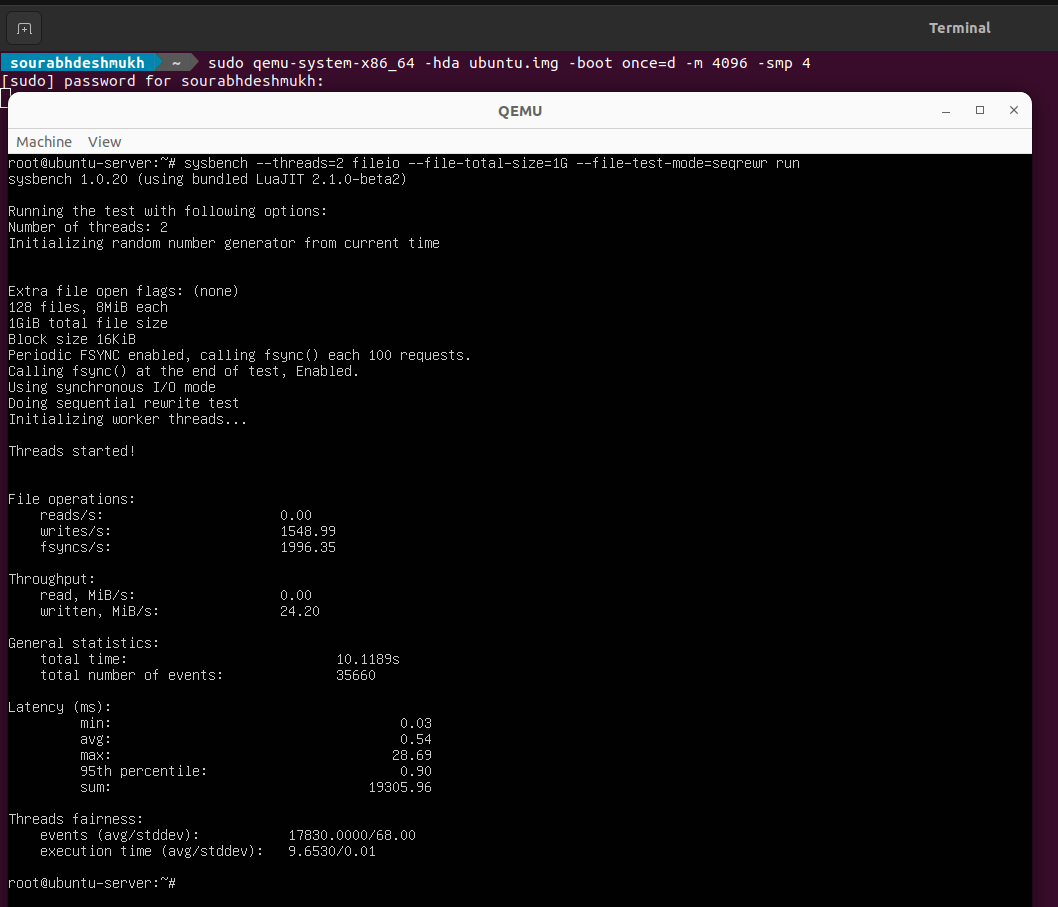 Terminal
sourabhdeshmukh ~ sudo qemu-system-x86_64 -hda ubuntu.img -boot once=d -m 4096 -smp 4
[sudo] password for sourabhdeshmukh:
QEMU
Machine View
root@ubuntu-server:~# sysbench --threads=2 fileio --file-total-size=1G --file-test-mode=seqrewr run
sysbench 1.0.20 (using bundled LuaJIT 2.1.0-beta2)
Running the test with following options:
Number of threads: 2
Initializing random number generator from current time
Extra file open flags: (none)
128 files, 8MiB each
1GiB total file size
Block size 16KiB
Periodic FSYNC enabled, calling fsync() each 100 requests.
Calling fsync() at the end of test, Enabled.
Using synchronous I/O mode
Doing sequential rewrite test
Initializing worker threads...
Threads started!
File operations:
reads/s: 0.00
writes/s: 1548.99
fsyncs/s: 1996.35
Throughput:
read, MiB/s: 0.00
written, MiB/s: 24.20
General statistics:
total time: 10.1189s
total number of events: 35660
Latency (ms):
min: 0.03
avg: 0.54
max: 28.69
95th percentile: 0.90
sum: 19305.96
Threads fairness:
events (avg/stddev): 17830.0000/68.00
execution time (avg/stddev): 9.6530/0.01
root@ubuntu-server:~#